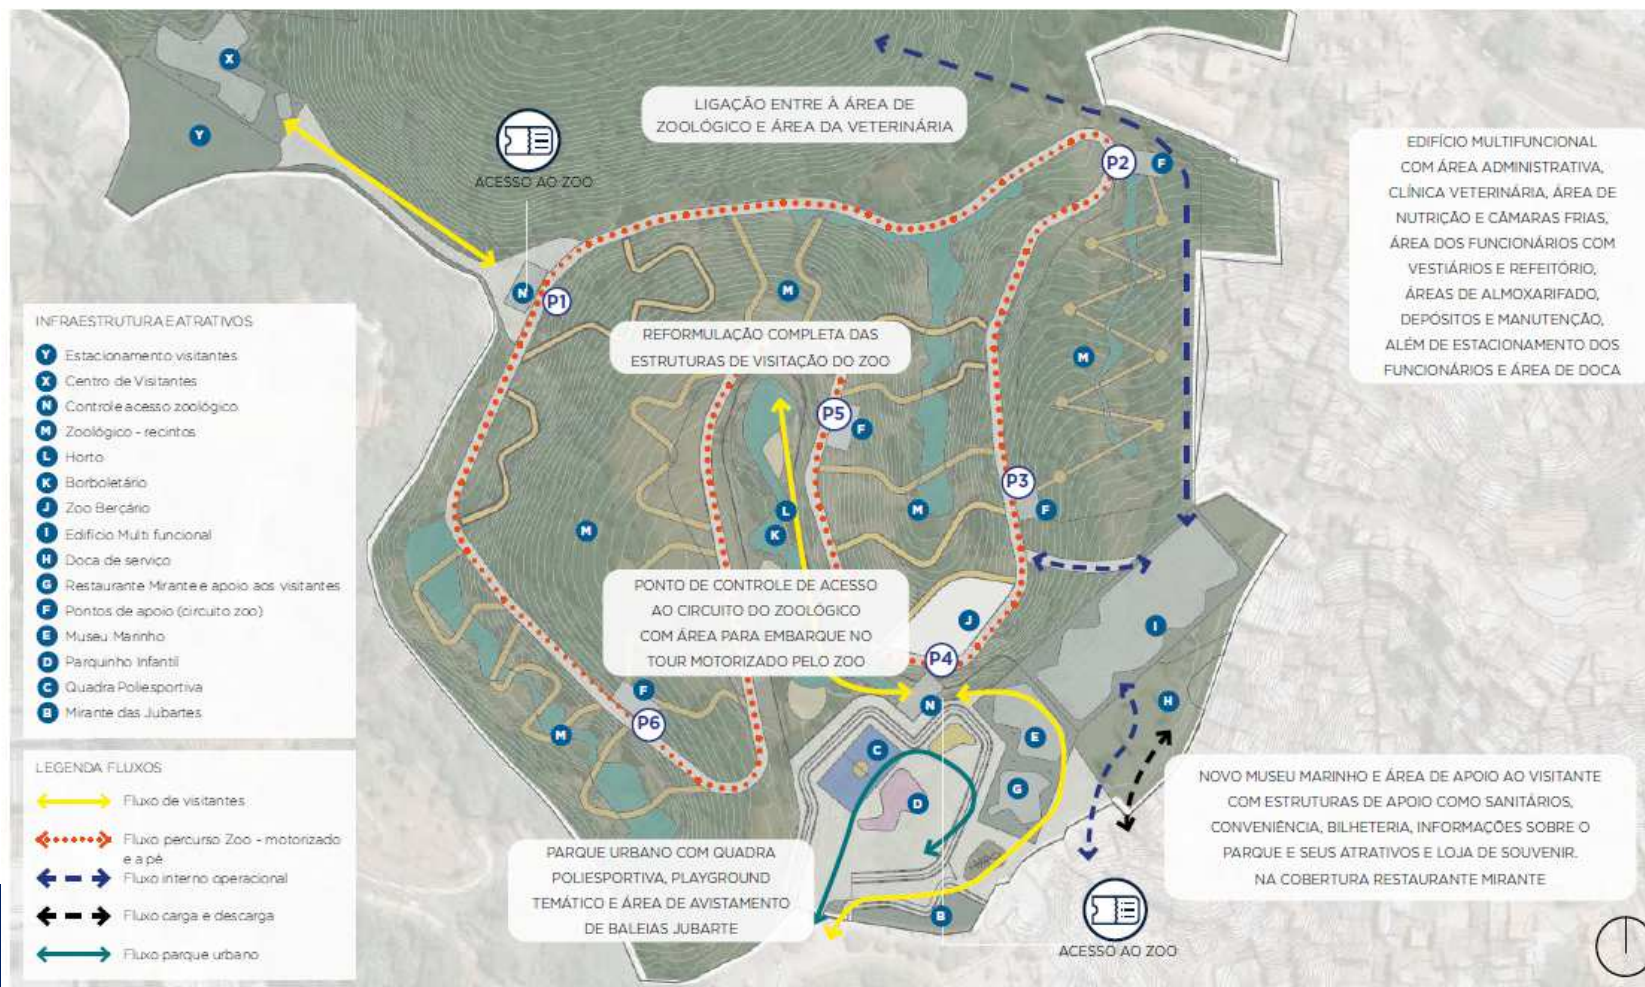 LIGAÇÃO ENTRE À ÁREA DE
ZOOLÓGICO E ÁREA DA VETERINÁRIA
ACESSO AO ZOO
EDIFÍCIO MULTIFUNCIONAL
COM ÁREA ADMINISTRATIVA,
CLÍNICA VETERINÁRIA, ÁREA DE
NUTRIÇÃO E CÂMARAS FRIAS,
ÁREA DOS FUNCIONÁRIOS COM
VESTIÁRIOS E REFEITÓRIO,
ÁREAS DE ALMOXARIFADO,
DEPÓSITOS E MANUTENÇÃO,
ALÉM DE ESTACIONAMENTO DOS
FUNCIONÁRIOS E ÁREA DE DOCA
X
Y
N
P1
P2
F
M
REFORMULAÇÃO COMPLETA DAS
ESTRUTURAS DE VISITAÇÃO DO ZOO
M
P5
F
P3
F
M
M
L
K
INFRAESTRUTURA E ATRATIVOS
Y Estacionamento visitantes
X Centro de Visitantes
N Controle acesso zoológico
M Zoológico - recintos
L Horto
K Borboletário
J Zoo Berçário
I Edifício Multi funcional
H Doca de serviço
G Restaurante Mirante e apoio aos visitantes
F Pontos de apoio (circuito zoo)
E Museu Marinho
D Parquinho Infantil
C Quadra Poliesportiva
B Mirante das Jubartes
PONTO DE CONTROLE DE ACESSO
AO CIRCUITO DO ZOOLÓGICO
COM ÁREA PARA EMBARQUE NO
TOUR MOTORIZADO PELO ZOO
J
I
P4
F
P6
M
N
H
E
C
G
D
B
LEGENDA FLUXOS
Fluxo de visitantes
Fluxo percurso Zoo - motorizado
e a pé
Fluxo interno operacional
Fluxo carga e descarga
Fluxo parque urbano
PARQUE URBANO COM QUADRA
POLIESPORTIVA, PLAYGROUND
TEMÁTICO E ÁREA DE AVISTAMENTO
DE BALEIAS JUBARTE
NOVO MUSEU MARINHO E ÁREA DE APOIO AO VISITANTE
COM ESTRUTURAS DE APOIO COMO SANITÁRIOS,
CONVENIÊNCIA, BILHETERIA, INFORMAÇÕES SOBRE O
PARQUE E SEUS ATRATIVOS E LOJA DE SOUVENIR.
NA COBERTURA RESTAURANTE MIRANTE
ACESSO AO ZOO